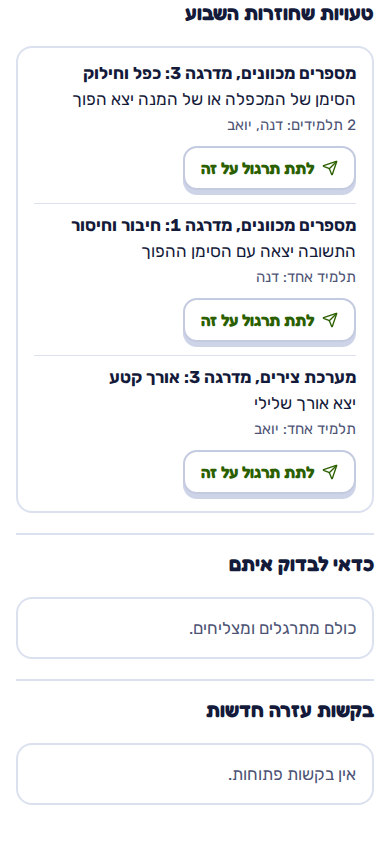 טעויות שחוזרות השבוע
מספרים מכוונים, מדרגה 3: כפל וחילוק
הסימן של המכפלה או של המנה יצא הפוך
2 תלמידים: דנה, יואב
לתת תרגול על זה
מספרים מכוונים, מדרגה 1: חיבור וחיסור
התשובה יצאה עם הסימן ההפוך
תלמיד אחד: דנה
לתת תרגול על זה
מערכת צירים, מדרגה 3: אורך קטע
יצא אורך שלילי
תלמיד אחד: יואב
לתת תרגול על זה
כדאי לבדוק איתם
כולם מתרגלים ומצליחים.
בקשות עזרה חדשות
אין בקשות פתוחות.